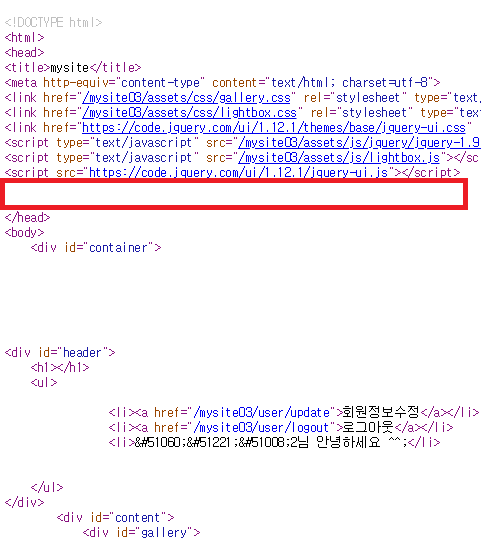 <!DOCTYPE html>
<html>
<head>
<title>mysite</title>
<meta http-equiv="content-type" content="text/html; charset=utf-8">
<link href="/mysite03/assets/css/gallery.css" rel="stylesheet" type="text,
<link href="/mysite03/assets/css/lightbox.css" rel="stylesheet" type="tex
<link href="https://code.jquery.com/ui/1.12.1/themes/base/jquery-ui.css"
<script type="text/javascript" src="/mysite03/assets/js/jquery/jquery-1.9
<script type="text/javascript" src="/mysite03/assets/js/lightbox.js"></sc
<script src="https://code.jquery.com/ui/1.12.1/jquery-ui.js"></script>
</head>
<body>
<div id="container">
<div id="header">
<h1></h1>
<ul>
<li><a href="/mysite03/user/update">회원정보수정</a></li>
<li><a href="/mysite03/user/logout">로그아웃</a></li>
<li>&#51060;&#51221;&#51008;2님 안녕하세요 ^^;</li>
</ul>
</div>
<div id="content">
<div id="gallery">